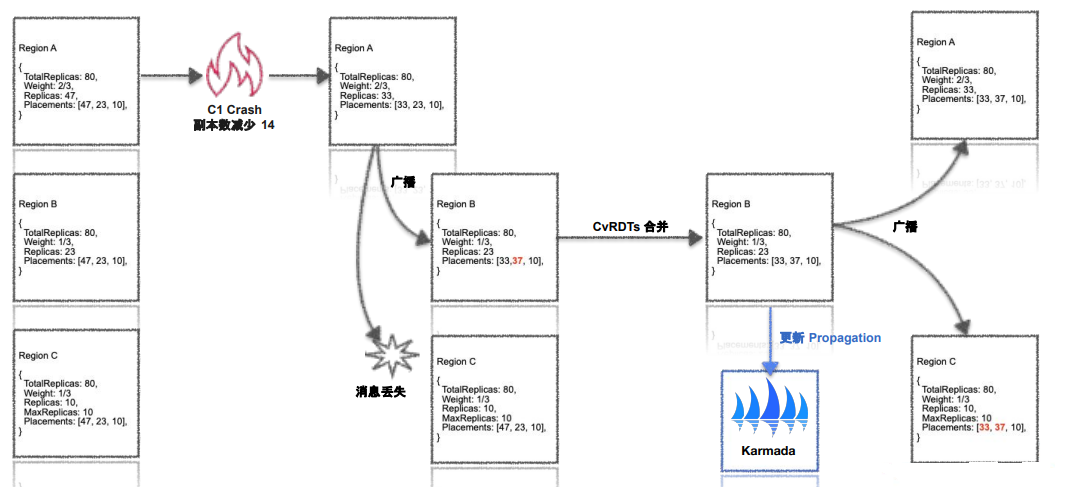 Region A
{
TotalReplicas: 80,
Weight: 2/3,
Replicas: 47,
Placements: [47, 23, 10],
}
C1 Crash
副本数减少 14
Region A
{
TotalReplicas: 80,
Weight: 2/3,
Replicas: 33,
Placements: [33, 23, 10],
}
Region A
{
TotalReplicas: 80,
Weight: 2/3,
Replicas: 33,
Placements: [33, 37, 10],
}
Region B
{
TotalReplicas: 80,
Weight: 1/3,
Replicas: 23
Placements: [47, 23, 10],
}
广播
Region B
{
TotalReplicas: 80,
Weight: 1/3,
Replicas: 23
Placements: [33,37, 10],
}
CvRDTs 合并
Region B
{
TotalReplicas: 80,
Weight: 1/3,
Replicas: 23
Placements: [33, 37, 10],
}
广播
Region C
{
TotalReplicas: 80,
Weight: 1/3
Replicas: 10,
MaxReplicas: 10
Placements: [47, 23, 10],
}
消息丢失
Region C
{
TotalReplicas: 80,
Weight: 1/3
Replicas: 10,
MaxReplicas: 10
Placements: [47, 23, 10],
}
更新 Propagation
Karmada
Region C
{
TotalReplicas: 80,
Weight: 1/3
Replicas: 10,
MaxReplicas: 10
Placements: [33, 37, 10],
}